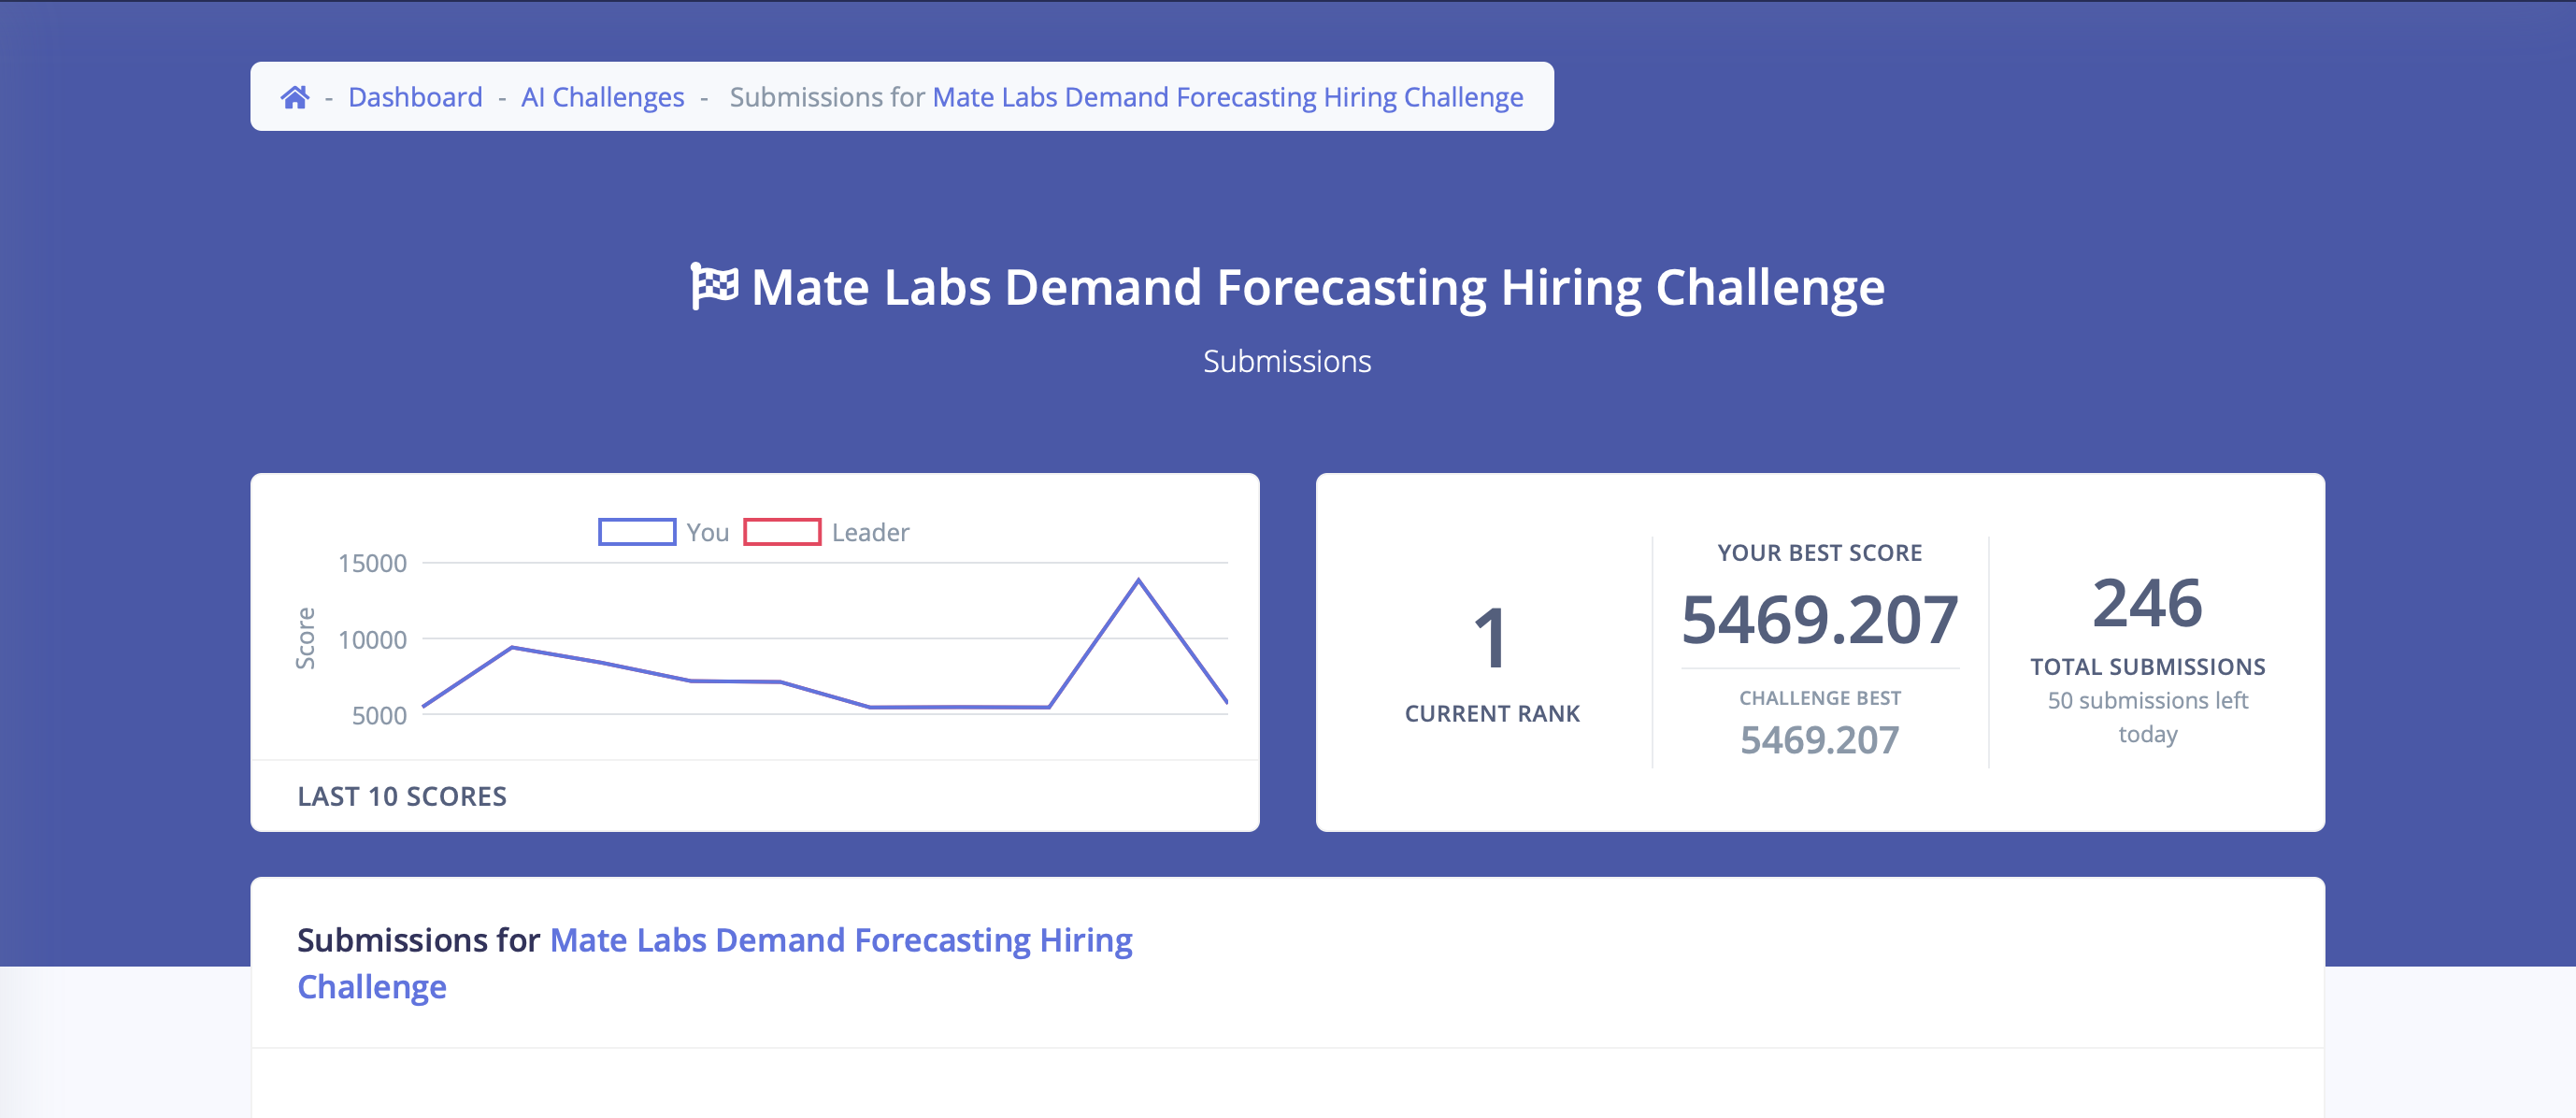 - Dashboard - AI Challenges - Submissions for Mate Labs Demand Forecasting Hiring Challenge
Mate Labs Demand Forecasting Hiring Challenge
Submissions
You Leader
15000
10000
5000
Score
LAST 10 SCORES
1
CURRENT RANK
YOUR BEST SCORE
5469.207
CHALLENGE BEST
5469.207
246
TOTAL SUBMISSIONS
50 submissions left
today
Submissions for Mate Labs Demand Forecasting Hiring
Challenge